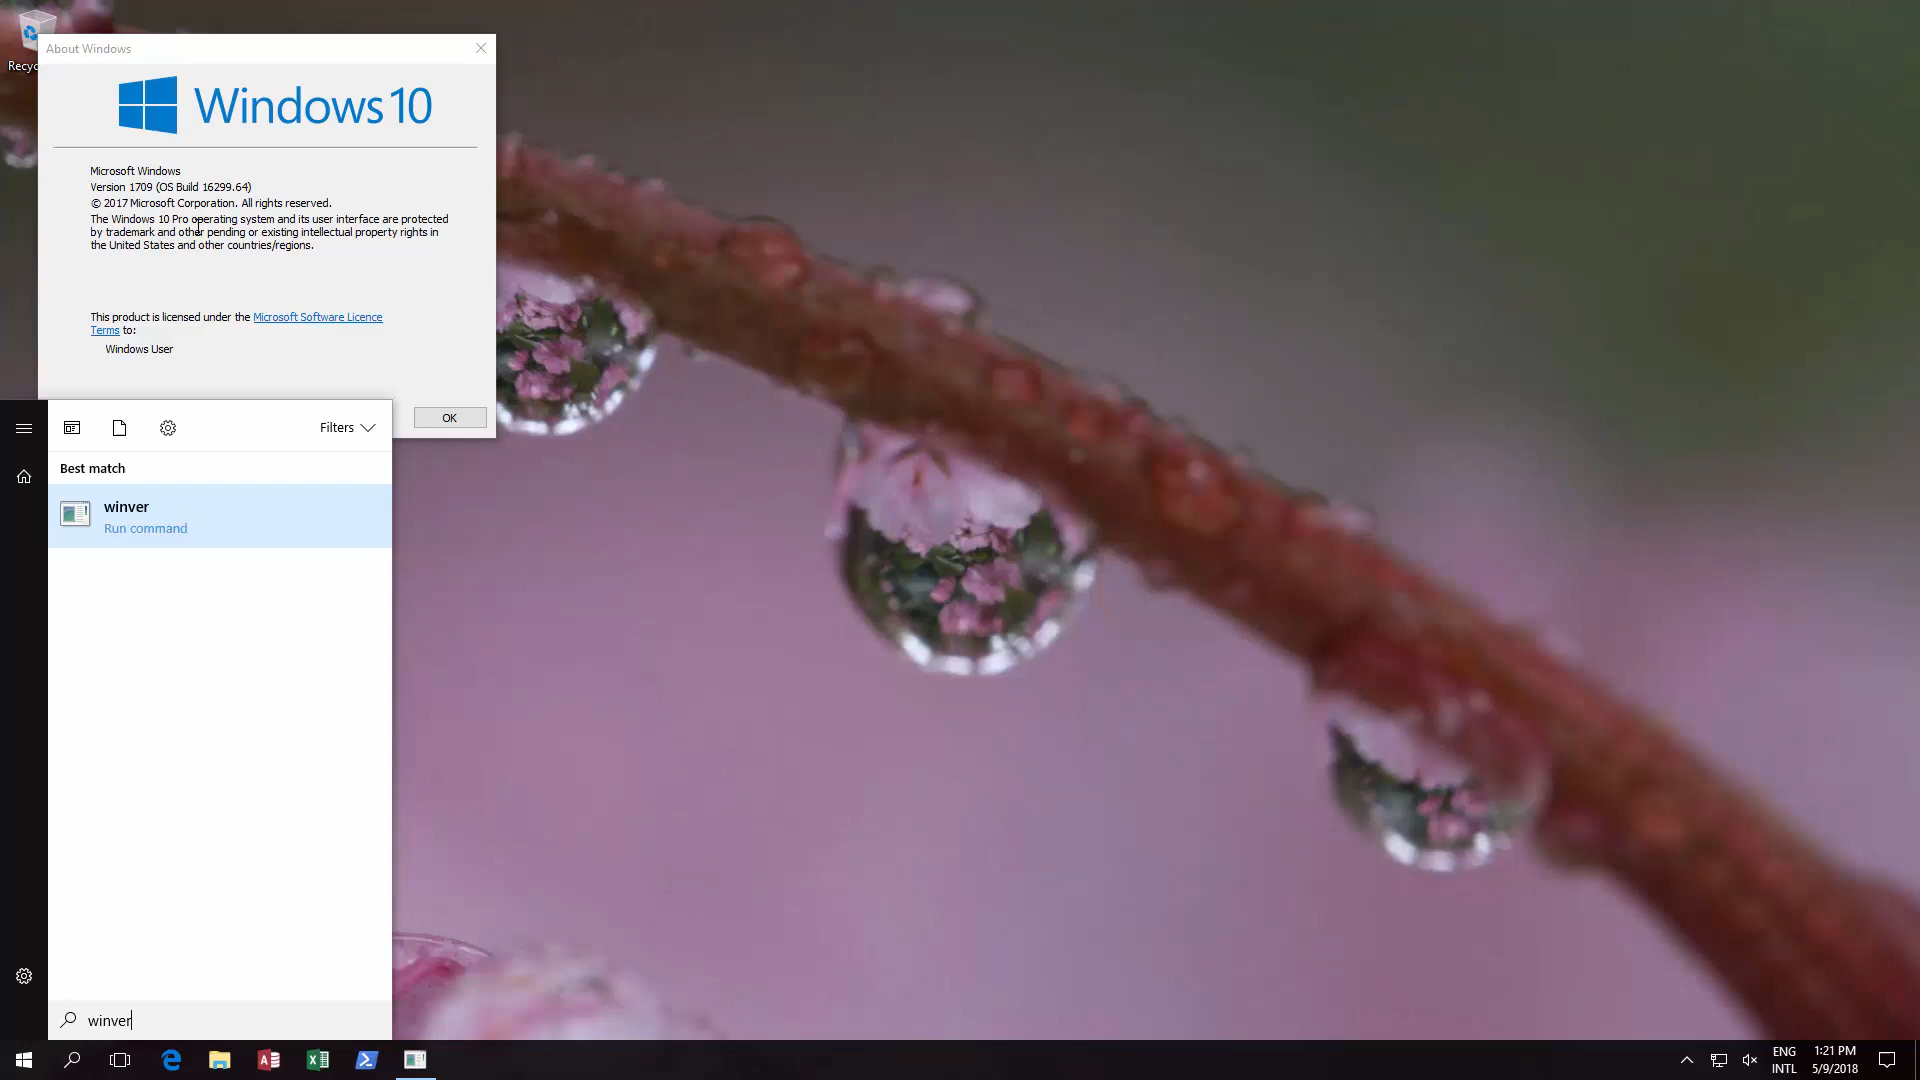 Recyc
About Windows
Windows 10
Microsoft Windows
Version 1709 (OS Build 16299.64)
© 2017 Microsoft Corporation. All rights reserved.
The Windows 10 Pro operating system and its user interface are protected
by trademark and other pending or existing intellectual property rights in
the United States and other countries/regions.
This product is licensed under the Microsoft Software Licence
Terms to:
Windows User
OK
Filters
Best match
winver
Run command
winver
ENG
INTL
1:21 PM
5/9/2018